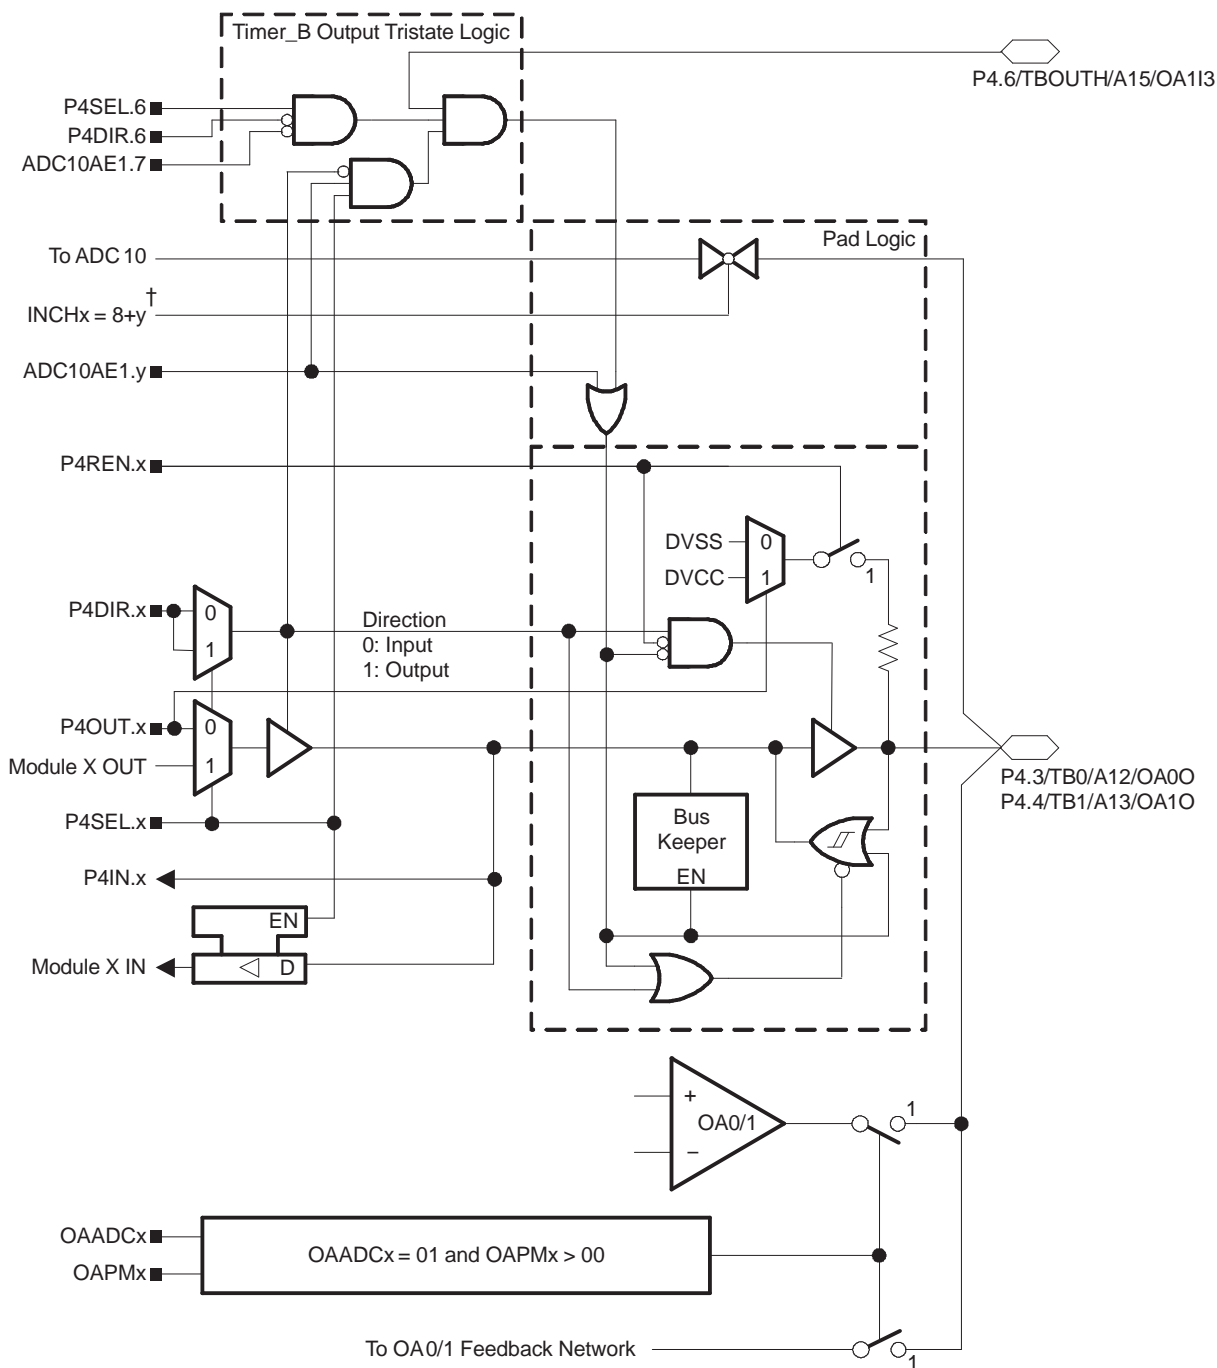 Timer_B Output Tristate Logic
P4.6/TBOUTH/A15/OA1I3
P4SEL.6
P4DIR.6
ADC10AE1.7
Pad Logic
To ADC 10
INCHx = 8+y†
ADC10AE1.y
P4REN.x
DVSS
0
DVCC
1
1
P4DIR.x
0
1
Direction
0: Input
1: Output
P4OUT.x
0
Module X OUT
1
P4.3/TB0/A12/OA0O
P4.4/TB1/A13/OA1O
P4SEL.x
Bus
Keeper
EN
P4IN.x
EN
Module X IN
D
+
OA0/1
−
1
OAADCx
OAPMx
OAADCx = 01 and OAPMx > 00
To OA0/1 Feedback Network
1